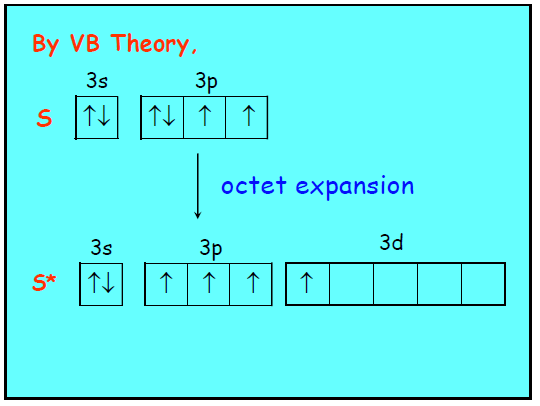 By VB Theory,
3s 3p
S ↑↓ ↑↓ ↑ ↑
octet expansion
3s 3p 3d
S* ↑↓ ↑ ↑ ↑ ↑